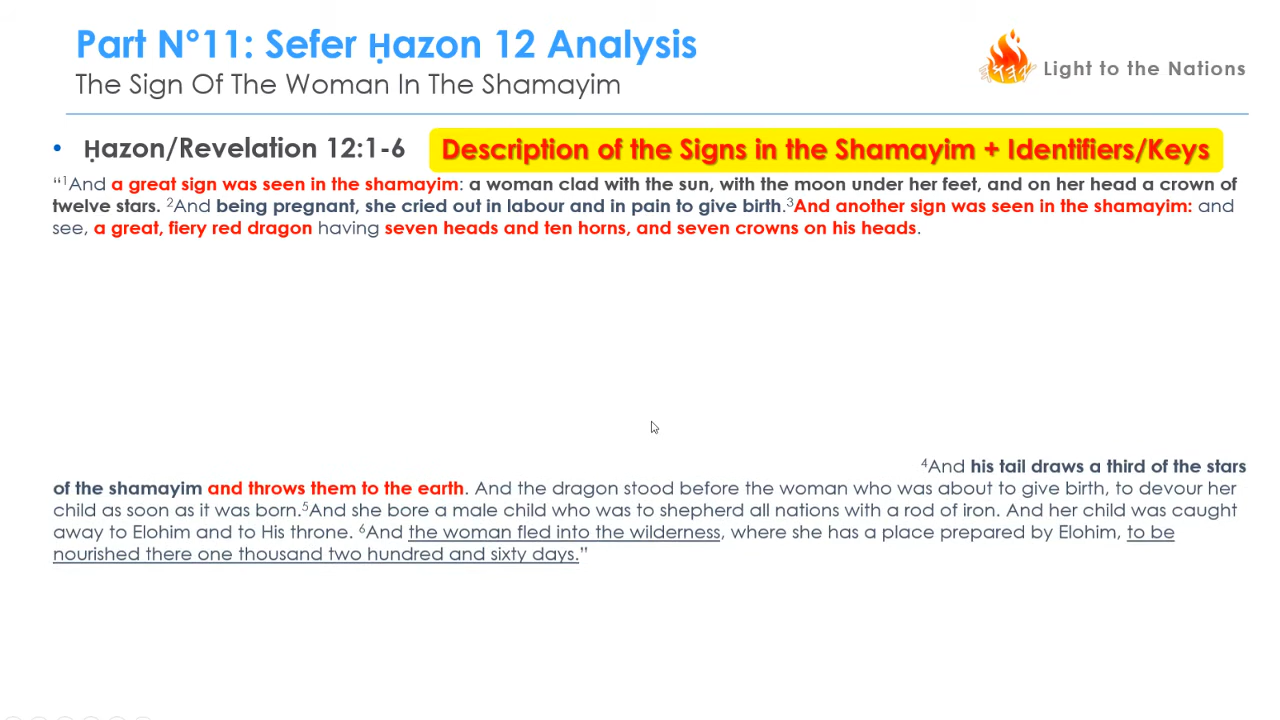 Part N°11: Sefer Ḥazon 12 Analysis
The Sign Of The Woman In The Shamayim
Light to the Nations
• Ḥazon/Revelation 12:1-6
Description of the Signs in the Shamayim + Identifiers/Keys
“¹And a great sign was seen in the shamayim: a woman clad with the sun, with the moon under her feet, and on her head a crown of
twelve stars. ²And being pregnant, she cried out in labour and in pain to give birth.³And another sign was seen in the shamayim: and
see, a great, fiery red dragon having seven heads and ten horns, and seven crowns on his heads.
⁴And his tail draws a third of the stars
of the shamayim and throws them to the earth. And the dragon stood before the woman who was about to give birth, to devour her
child as soon as it was born.⁵And she bore a male child who was to shepherd all nations with a rod of iron. And her child was caught
away to Elohim and to His throne. ⁶And the woman fled into the wilderness, where she has a place prepared by Elohim, to be
nourished there one thousand two hundred and sixty days.”